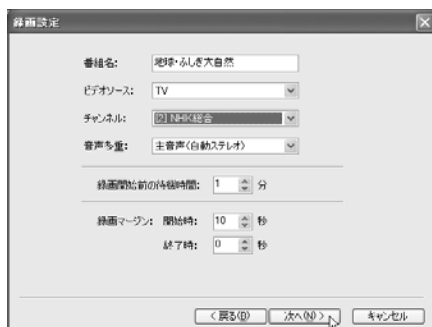 録画設定
番組名: 地球・ふしぎ大自然
ビデオソース: TV
チャンネル: [2] NHK総合
音声多重: 主音声(自動ステレオ)
録画開始前の待機時間: 1 分
録画マージン: 開始時: 10 秒
終了時: 0 秒
< 戻る(B) 次へ(N) > キャンセル